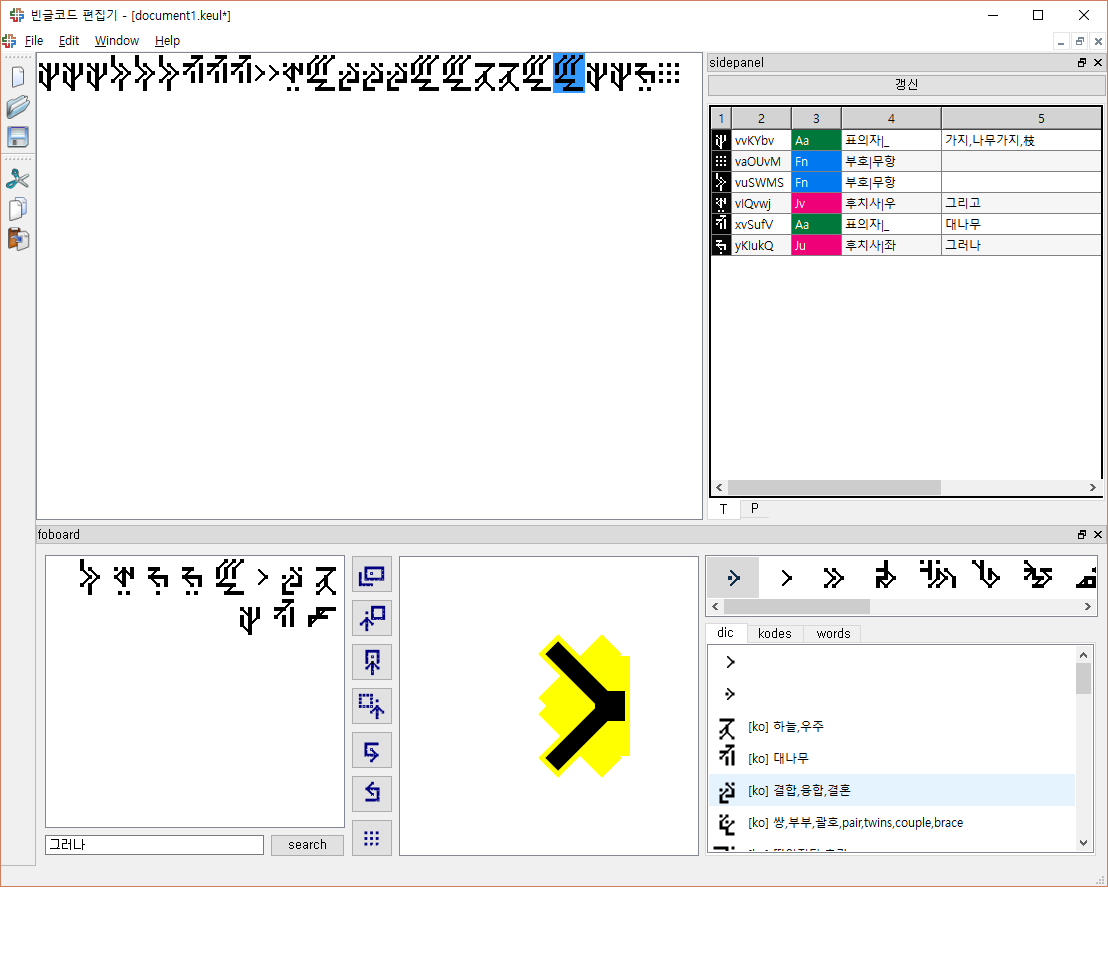 빈글코드 편집기 - [document1.keul*]
File Edit Window Help
sidepanel
갱신
1 2 3 4 5
vvKYbv Aa 표의자|_ 가지,나무가지,枝
vaOUvM Fn 부호|무항
vuSWMS Fn 부호|무항
vIQvwj Jv 후치사|우 그리고
xvSufV Aa 표의자|_ 대나무
yKIukQ Ju 후치사|좌 그러나
T P
foboard
그러나 search
dic kodes words
[ko] 하늘,우주
[ko] 대나무
[ko] 결합,융합,결혼
[ko] 쌍,부부,괄호,pair,twins,couple,brace